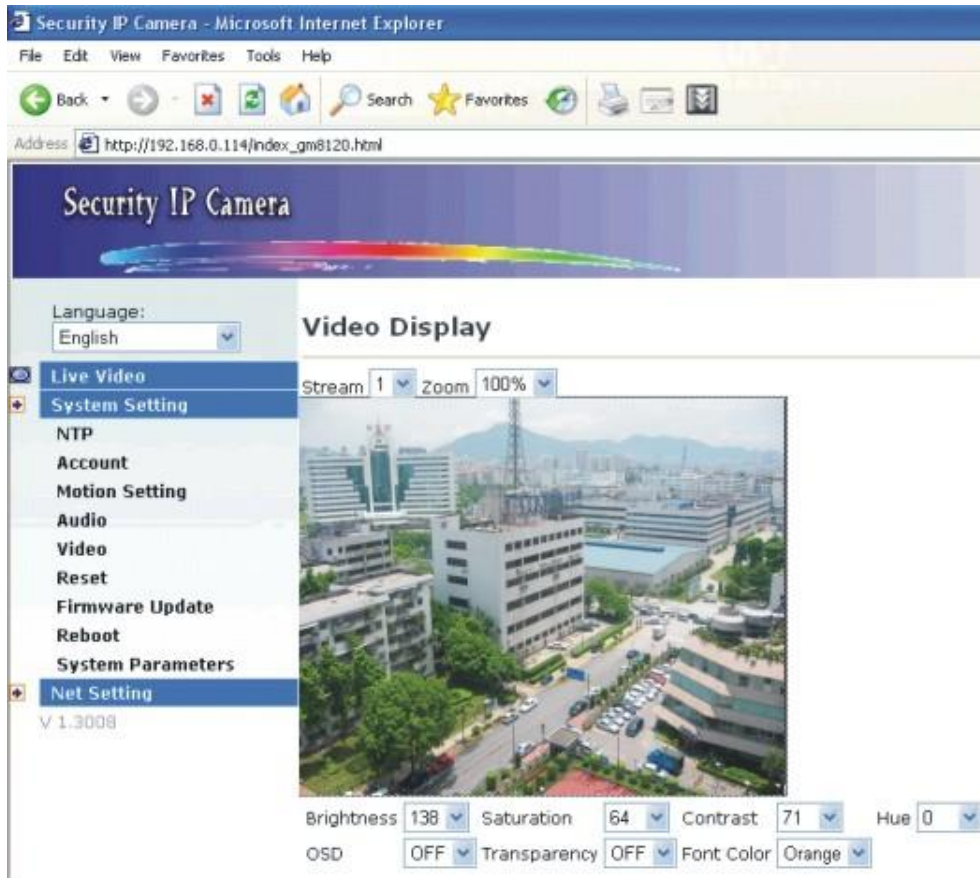 Security IP Camera - Microsoft Internet Explorer
File Edit View Favorites Tools Help
Back Search Favorites
Address http://192.168.0.114/index_gm8120.html
Security IP Camera
Language:
English
Live Video
System Setting
NTP
Account
Motion Setting
Audio
Video
Reset
Firmware Update
Reboot
System Parameters
Net Setting
V 1.3008
Video Display
Stream 1 Zoom 100%
Brightness 138 Saturation 64 Contrast 71 Hue 0
OSD OFF Transparency OFF Font Color Orange